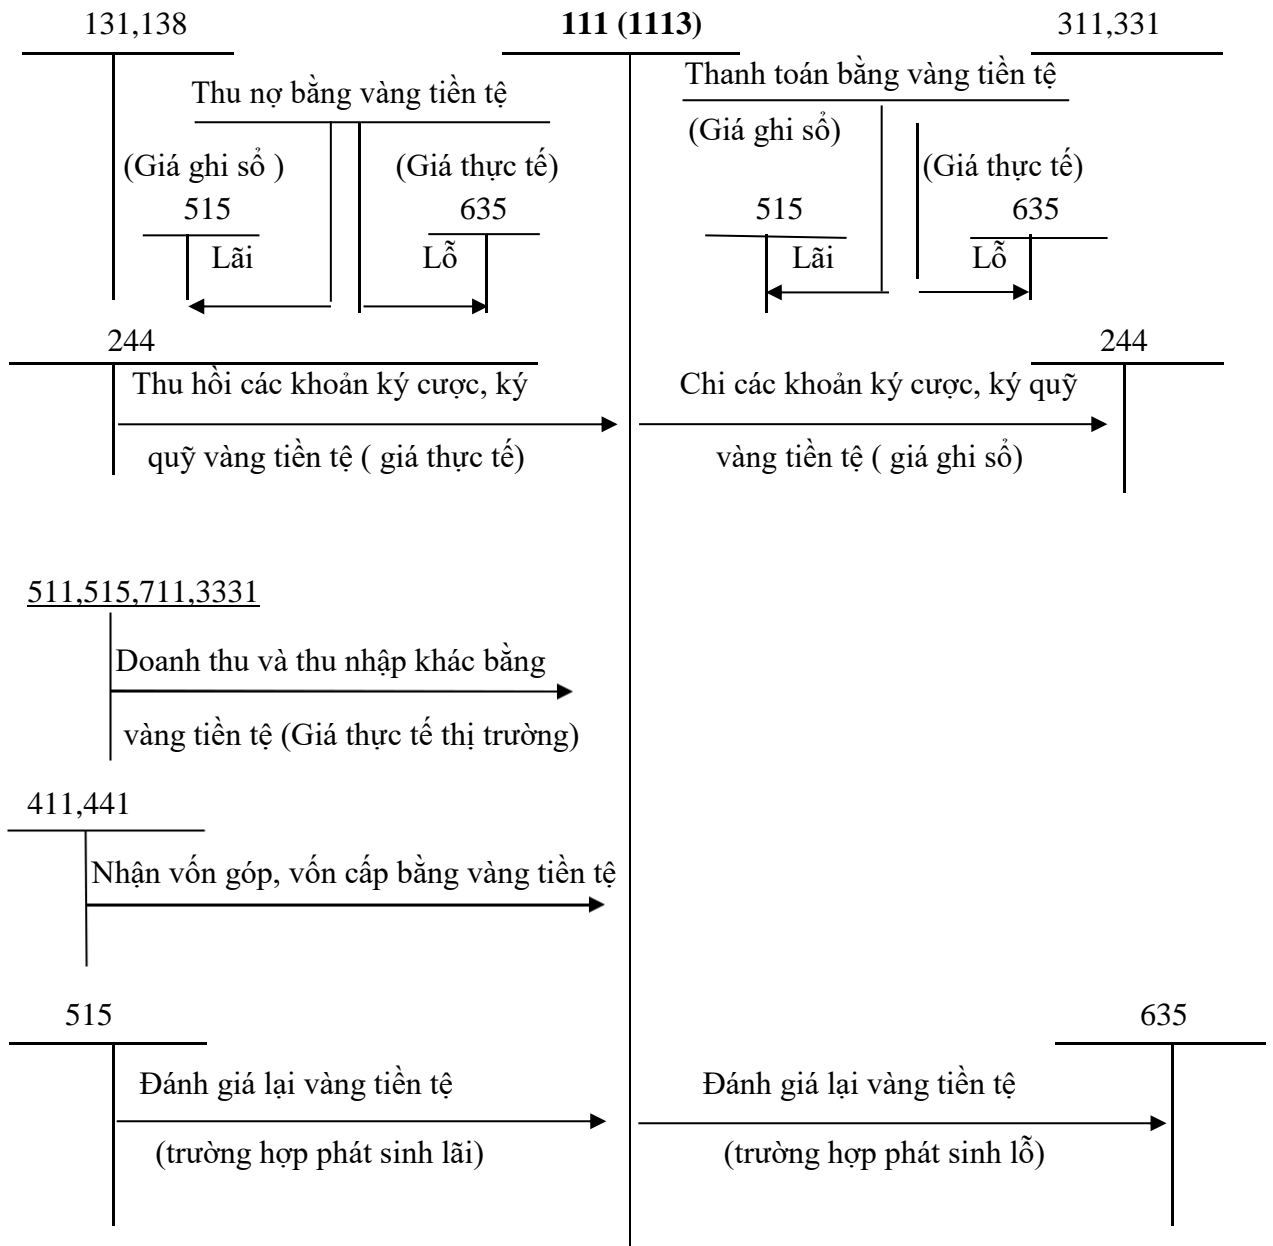 131,138
111 (1113)
311,331
Thu nợ bằng vàng tiền tệ
Thanh toán bằng vàng tiền tệ
(Giá ghi sổ)
(Giá ghi sổ )
(Giá thực tế)
(Giá thực tế)
515
635
515
635
Lãi
Lỗ
Lãi
Lỗ
244
244
Thu hồi các khoản ký cược, ký
Chi các khoản ký cược, ký quỹ
quỹ vàng tiền tệ ( giá thực tế)
vàng tiền tệ ( giá ghi sổ)
511,515,711,3331
Doanh thu và thu nhập khác bằng
vàng tiền tệ (Giá thực tế thị trường)
411,441
Nhận vốn góp, vốn cấp bằng vàng tiền tệ
515
635
Đánh giá lại vàng tiền tệ
Đánh giá lại vàng tiền tệ
(trường hợp phát sinh lãi)
(trường hợp phát sinh lỗ)